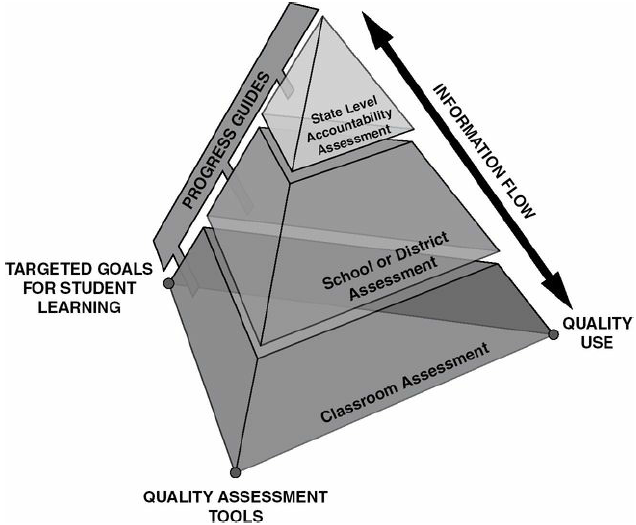 PROGRESS GUIDES
State Level
Accountability
Assessment
INFORMATION FLOW
School or District
Assessment
TARGETED GOALS
FOR STUDENT
LEARNING
QUALITY
USE
Classroom Assessment
QUALITY ASSESSMENT
TOOLS